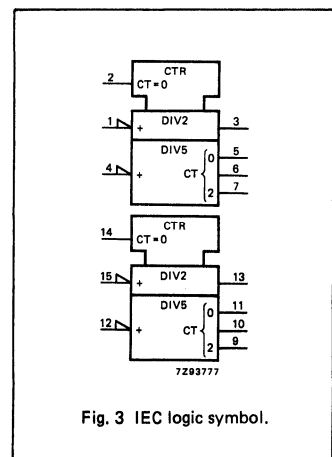 CTR
2 CT=0
DIV2
1 + 3
DIV5
0 5
4 + CT 6
2 7
CTR
14 CT=0
DIV2
15 + 13
DIV5
0 11
12 + CT 10
2 9
7Z93777
Fig. 3 IEC logic symbol.